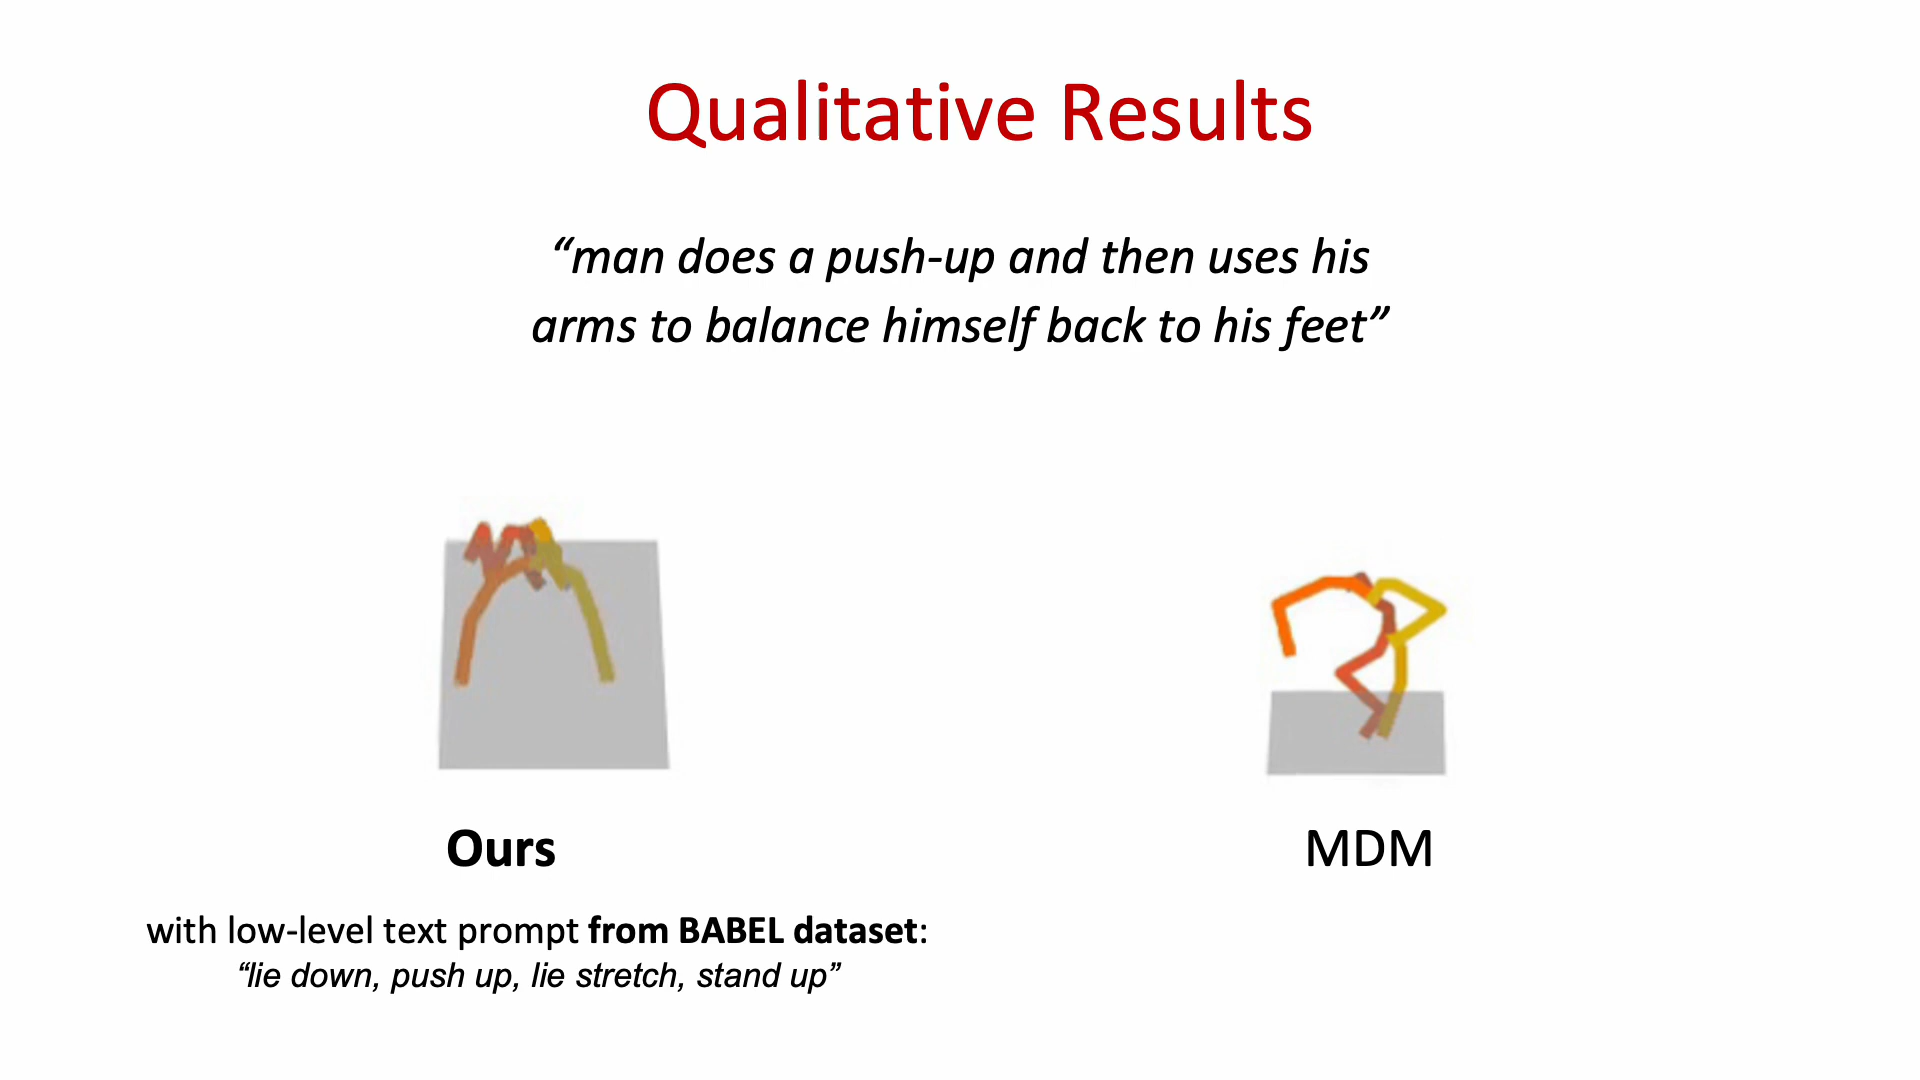 Qualitative Results
“man does a push-up and then uses his
arms to balance himself back to his feet”
Ours
MDM
with low-level text prompt from BABEL dataset:
“lie down, push up, lie stretch, stand up”